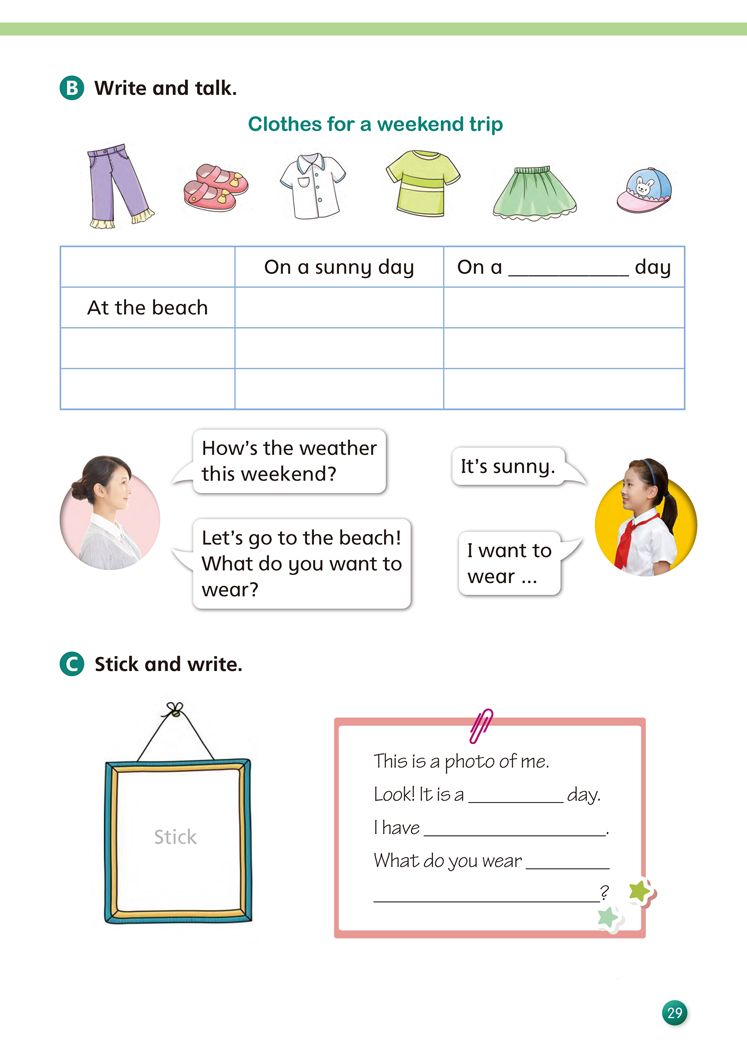 B Write and talk.
Clothes for a weekend trip
On a sunny day
On a ____________ day
At the beach
How's the weather
this weekend?
It's sunny.
Let's go to the beach!
What do you want to
wear?
I want to
wear ...
C Stick and write.
Stick
This is a photo of me.
Look! It is a __________ day.
I have ___________________.
What do you wear _________
________________________?
29